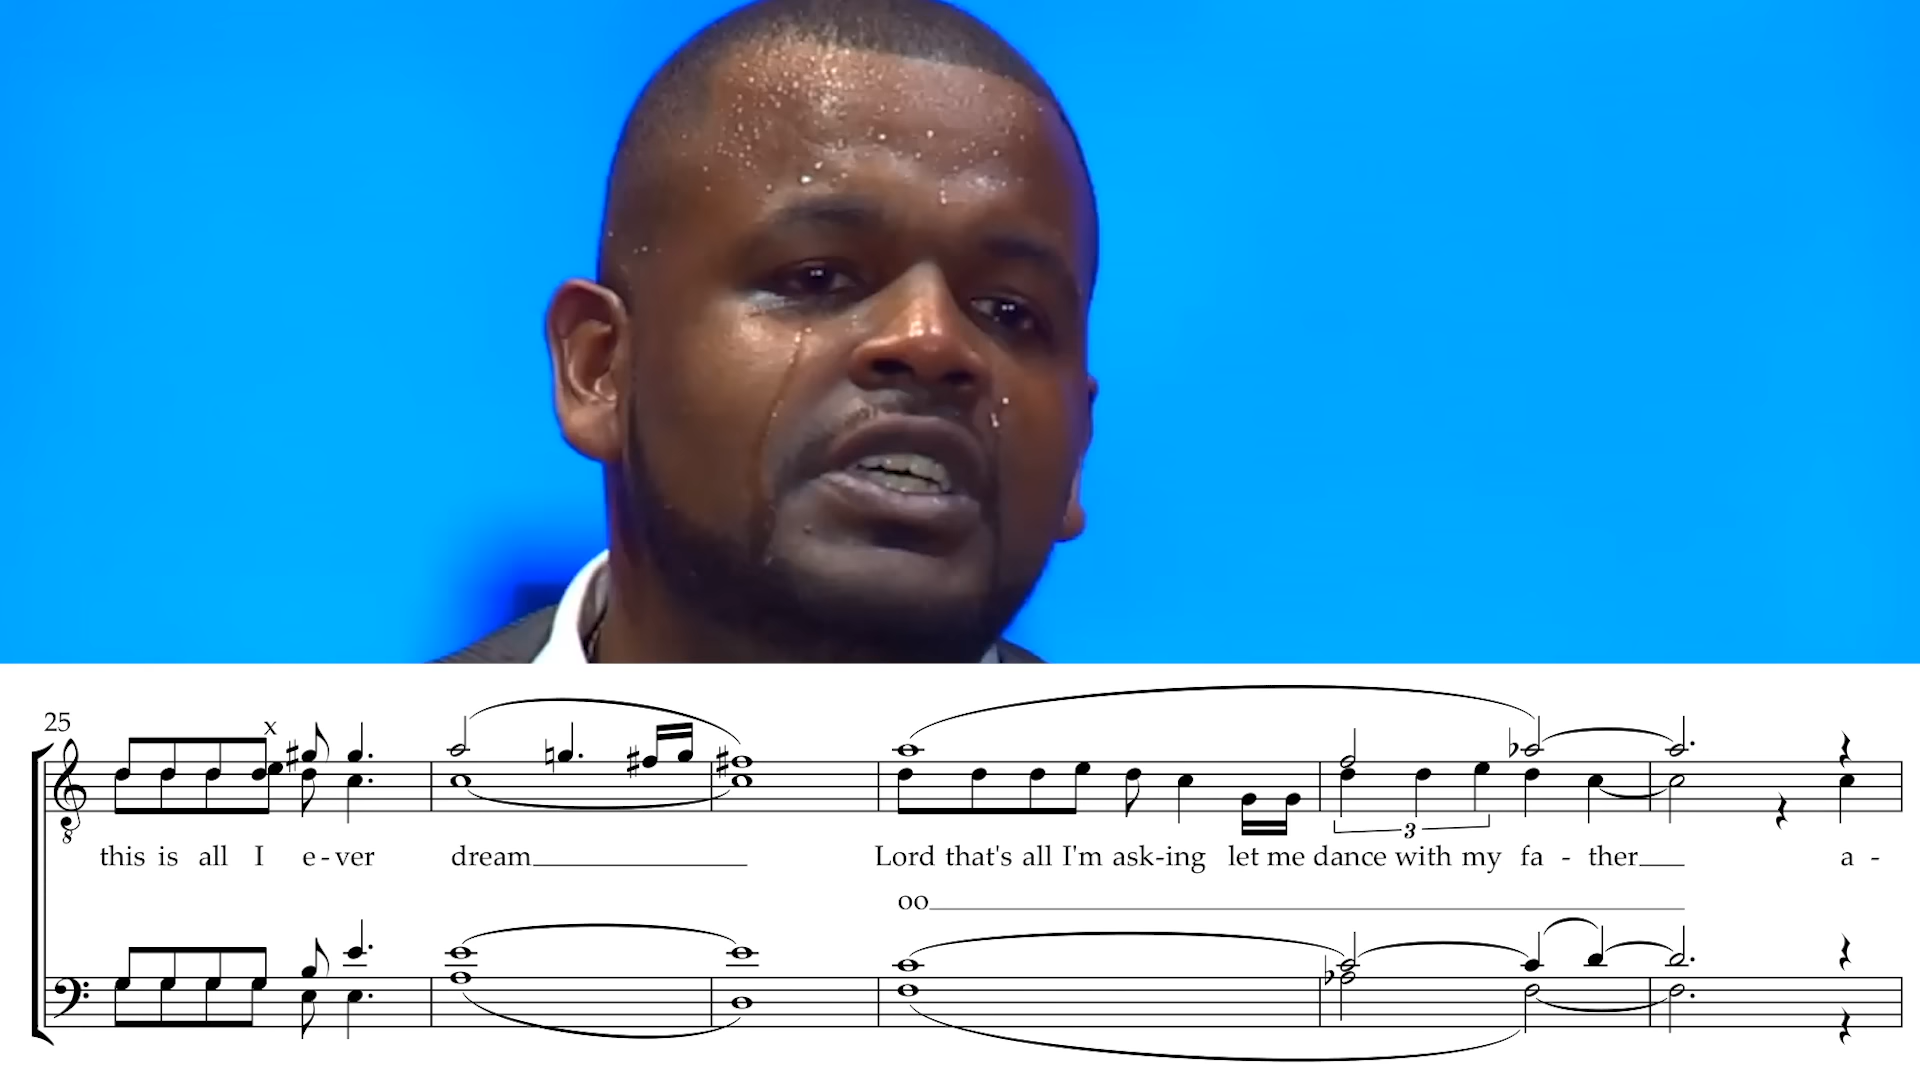 25
x
8
3
this is all I e-ver dream Lord that's all I'm ask-ing let me dance with my fa - ther a -
oo